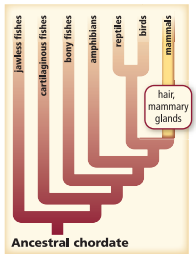 jawless fishes
cartilaginous fishes
bony fishes
amphibians
reptiles
birds
mammals
hair,
mammary
glands
Ancestral chordate